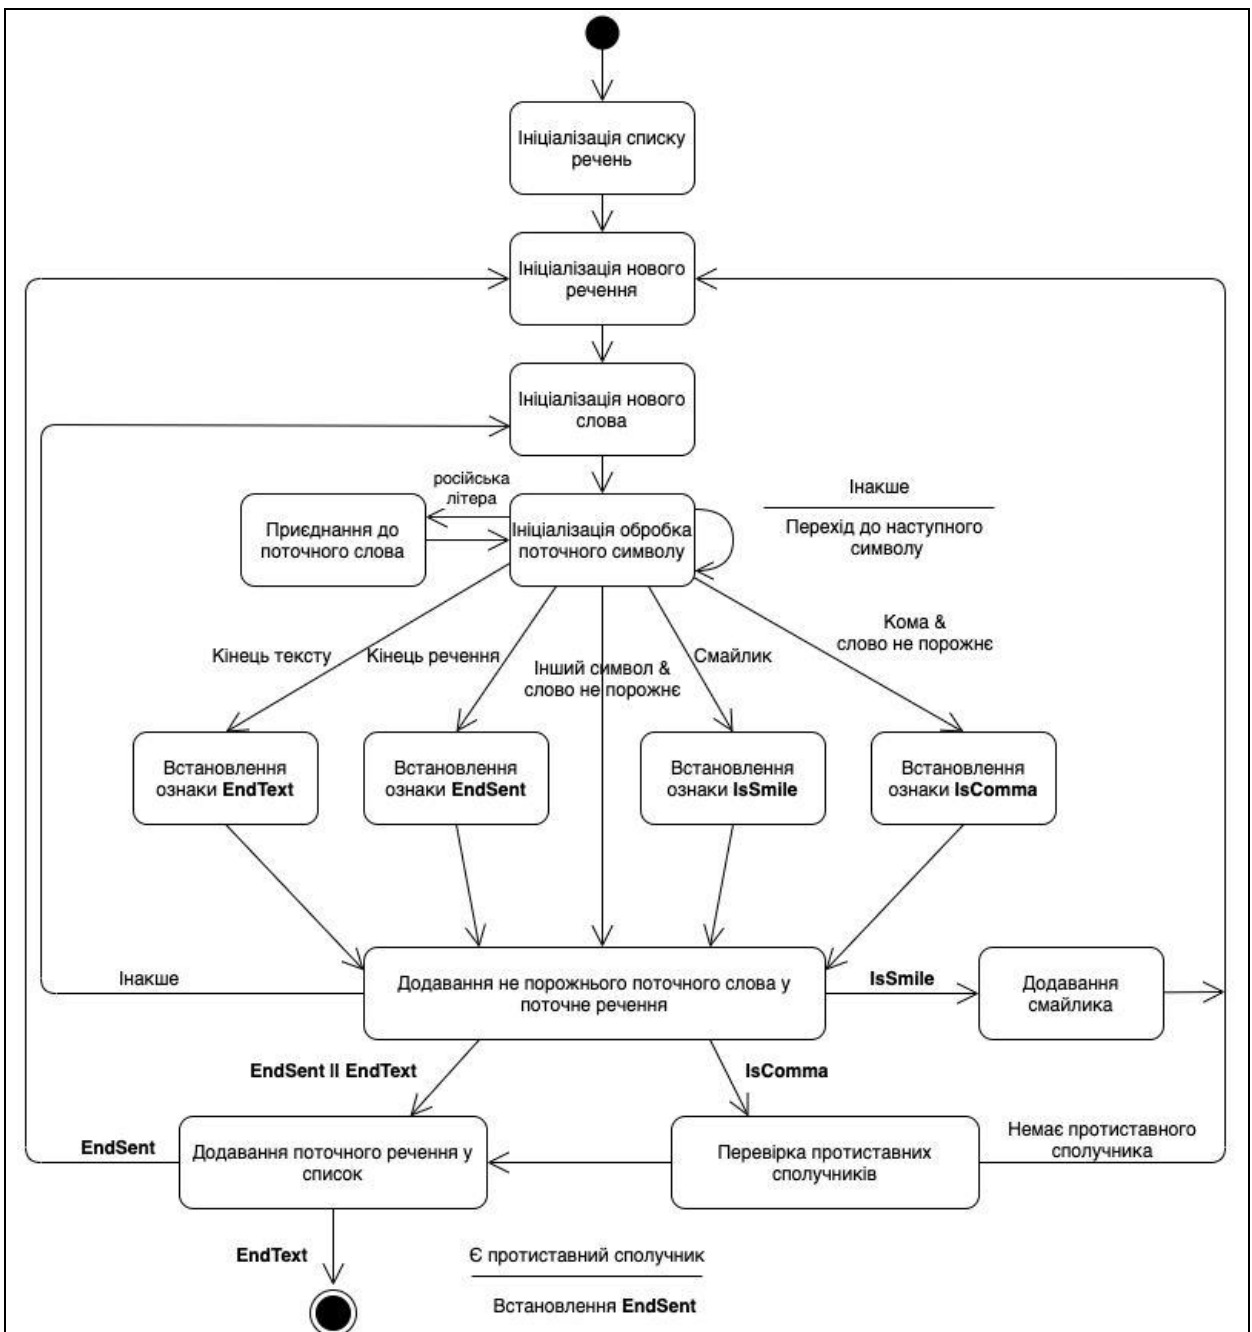 Ініціалізація списку
речень
Ініціалізація нового
речення
Ініціалізація нового
слова
російська
літера
Приєднання до
поточного слова
Ініціалізація обробка
поточного символу
Інакше
Перехід до наступного
символу
Кінець тексту
Кінець речення
Інший символ &
слово не порожнє
Смайлик
Кома &
слово не порожнє
Встановлення
ознаки EndText
Встановлення
ознаки EndSent
Встановлення
ознаки IsSmile
Встановлення
ознаки IsComma
Інакше
Додавання не порожнього поточного слова у
поточне речення
IsSmile
Додавання
смайлика
EndSent II EndText
IsComma
EndSent
Додавання поточного речення у
список
Перевірка протиставних
сполучників
Немає протиставного
сполучника
EndText
Є протиставний сполучник
Встановлення EndSent